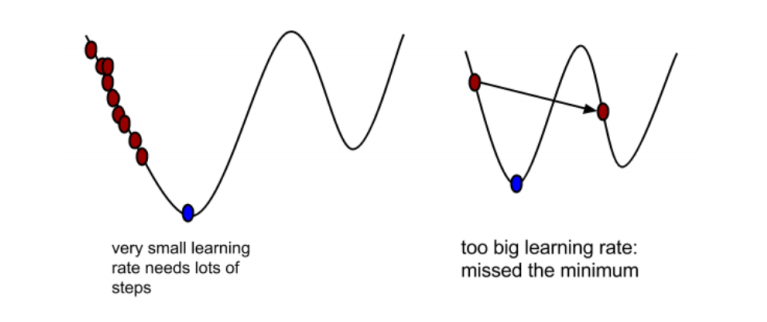 very small learning
rate needs lots of
steps
too big learning rate:
missed the minimum